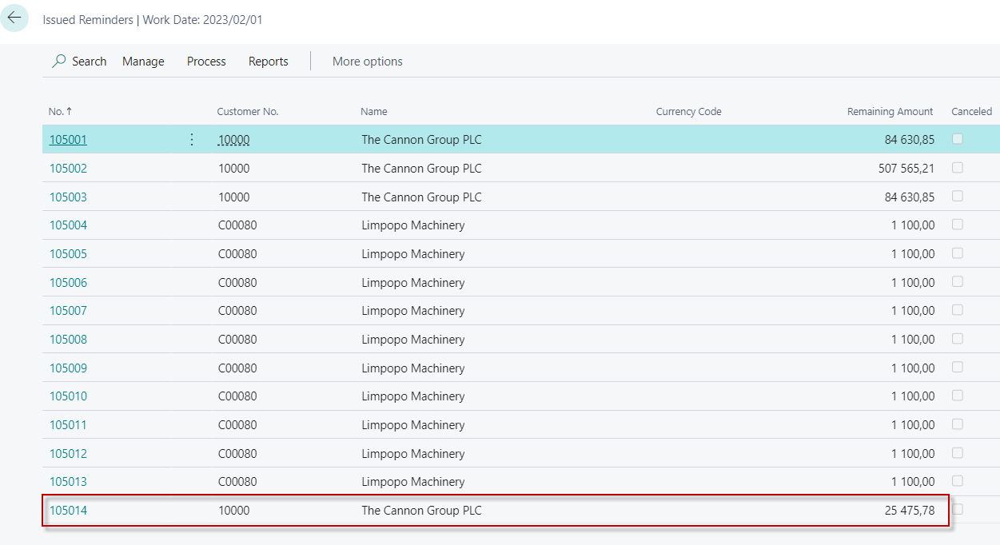 Issued Reminders | Work Date: 2023/02/01
Search Manage Process Reports More options
No. ↑ Customer No. Name Currency Code Remaining Amount Canceled
105001 10000 The Cannon Group PLC 84 630,85
105002 10000 The Cannon Group PLC 507 565,21
105003 10000 The Cannon Group PLC 84 630,85
105004 C00080 Limpopo Machinery 1 100,00
105005 C00080 Limpopo Machinery 1 100,00
105006 C00080 Limpopo Machinery 1 100,00
105007 C00080 Limpopo Machinery 1 100,00
105008 C00080 Limpopo Machinery 1 100,00
105009 C00080 Limpopo Machinery 1 100,00
105010 C00080 Limpopo Machinery 1 100,00
105011 C00080 Limpopo Machinery 1 100,00
105012 C00080 Limpopo Machinery 1 100,00
105013 C00080 Limpopo Machinery 1 100,00
105014 10000 The Cannon Group PLC 25 475,78